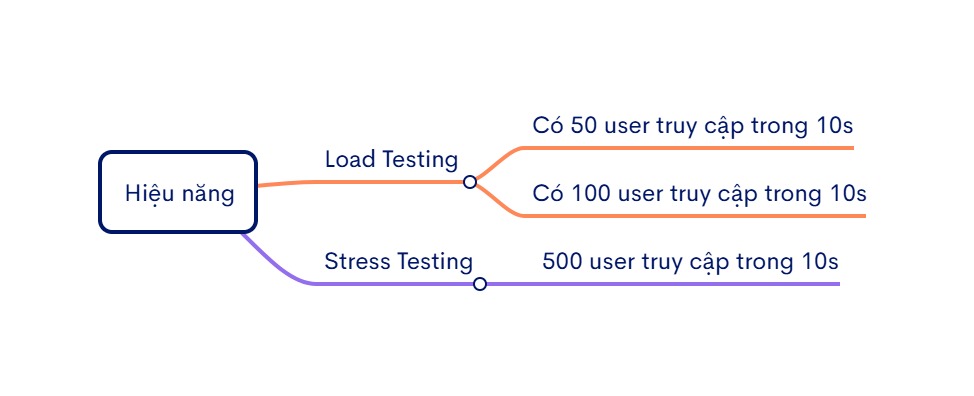 Có 50 user truy cập trong 10s
Load Testing
Hiệu năng
Có 100 user truy cập trong 10s
Stress Testing
500 user truy cập trong 10s